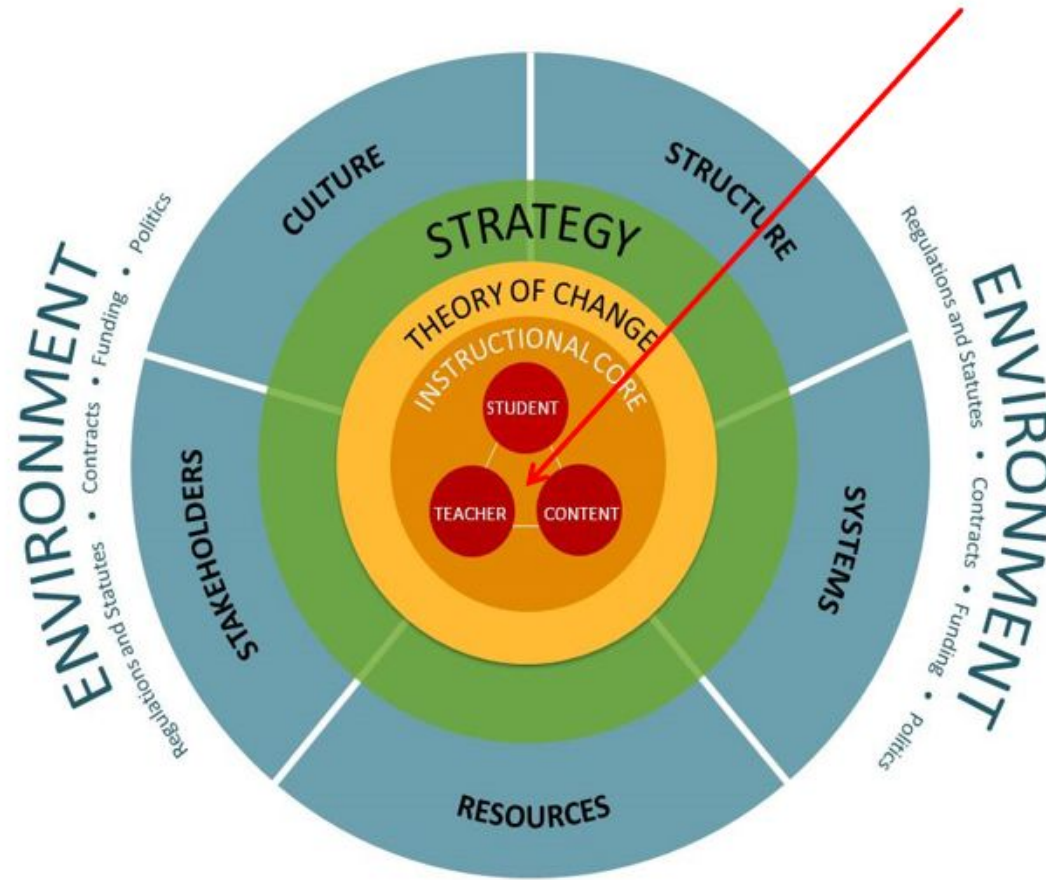 CULTURE
STRUCTURE
STRATEGY
THEORY OF CHANGE
INSTRUCTIONAL CORE
STUDENT
TEACHER
CONTENT
STAKEHOLDERS
SYSTEMS
RESOURCES
ENVIRONMENT
Regulations and Statutes • Contracts • Funding • Politics
ENVIRONMENT
Regulations and Statutes • Contracts • Funding • Politics